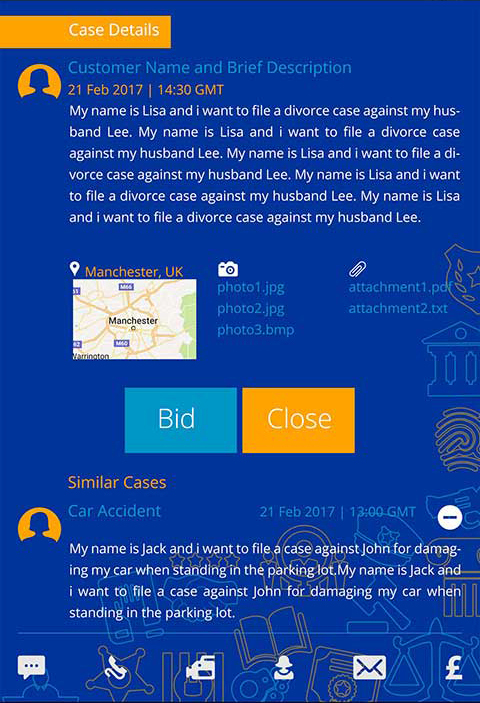 Case Details
Customer Name and Brief Description
21 Feb 2017 | 14:30 GMT
My name is Lisa and i want to file a divorce case against my hus-
band Lee. My name is Lisa and i want to file a divorce case
against my husband Lee. My name is Lisa and i want to file a di-
vorce case against my husband Lee. My name is Lisa and i want
to file a divorce case against my husband Lee. My name is Lisa
and i want to file a divorce case against my husband Lee.
Manchester, UK
photo1.jpg
photo2.jpg
photo3.bmp
attachment1.pdf
attachment2.txt
M66
Manchester
M60
62
Warrington
Bid
Close
Similar Cases
Car Accident
21 Feb 2017 | 13:00 GMT
My name is Jack and i want to file a case against John for damag-
ing my car when standing in the parking lot.My name is Jack and
i want to file a case against John for damaging my car when
standing in the parking lot.
£